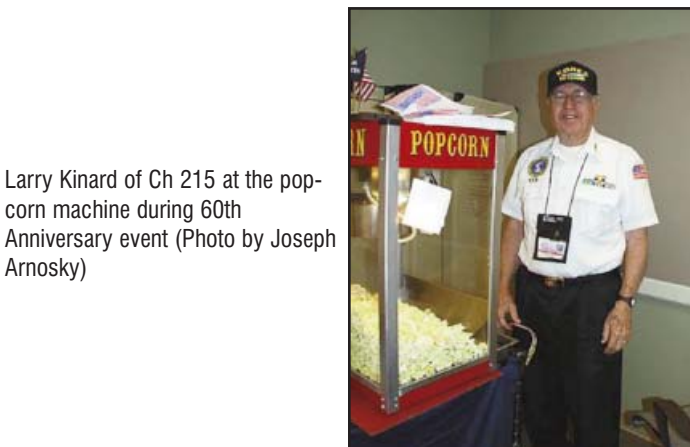 Larry Kinard of Ch 215 at the pop-
corn machine during 60th
Anniversary event (Photo by Joseph
Arnosky)
POPCORN
KOREA